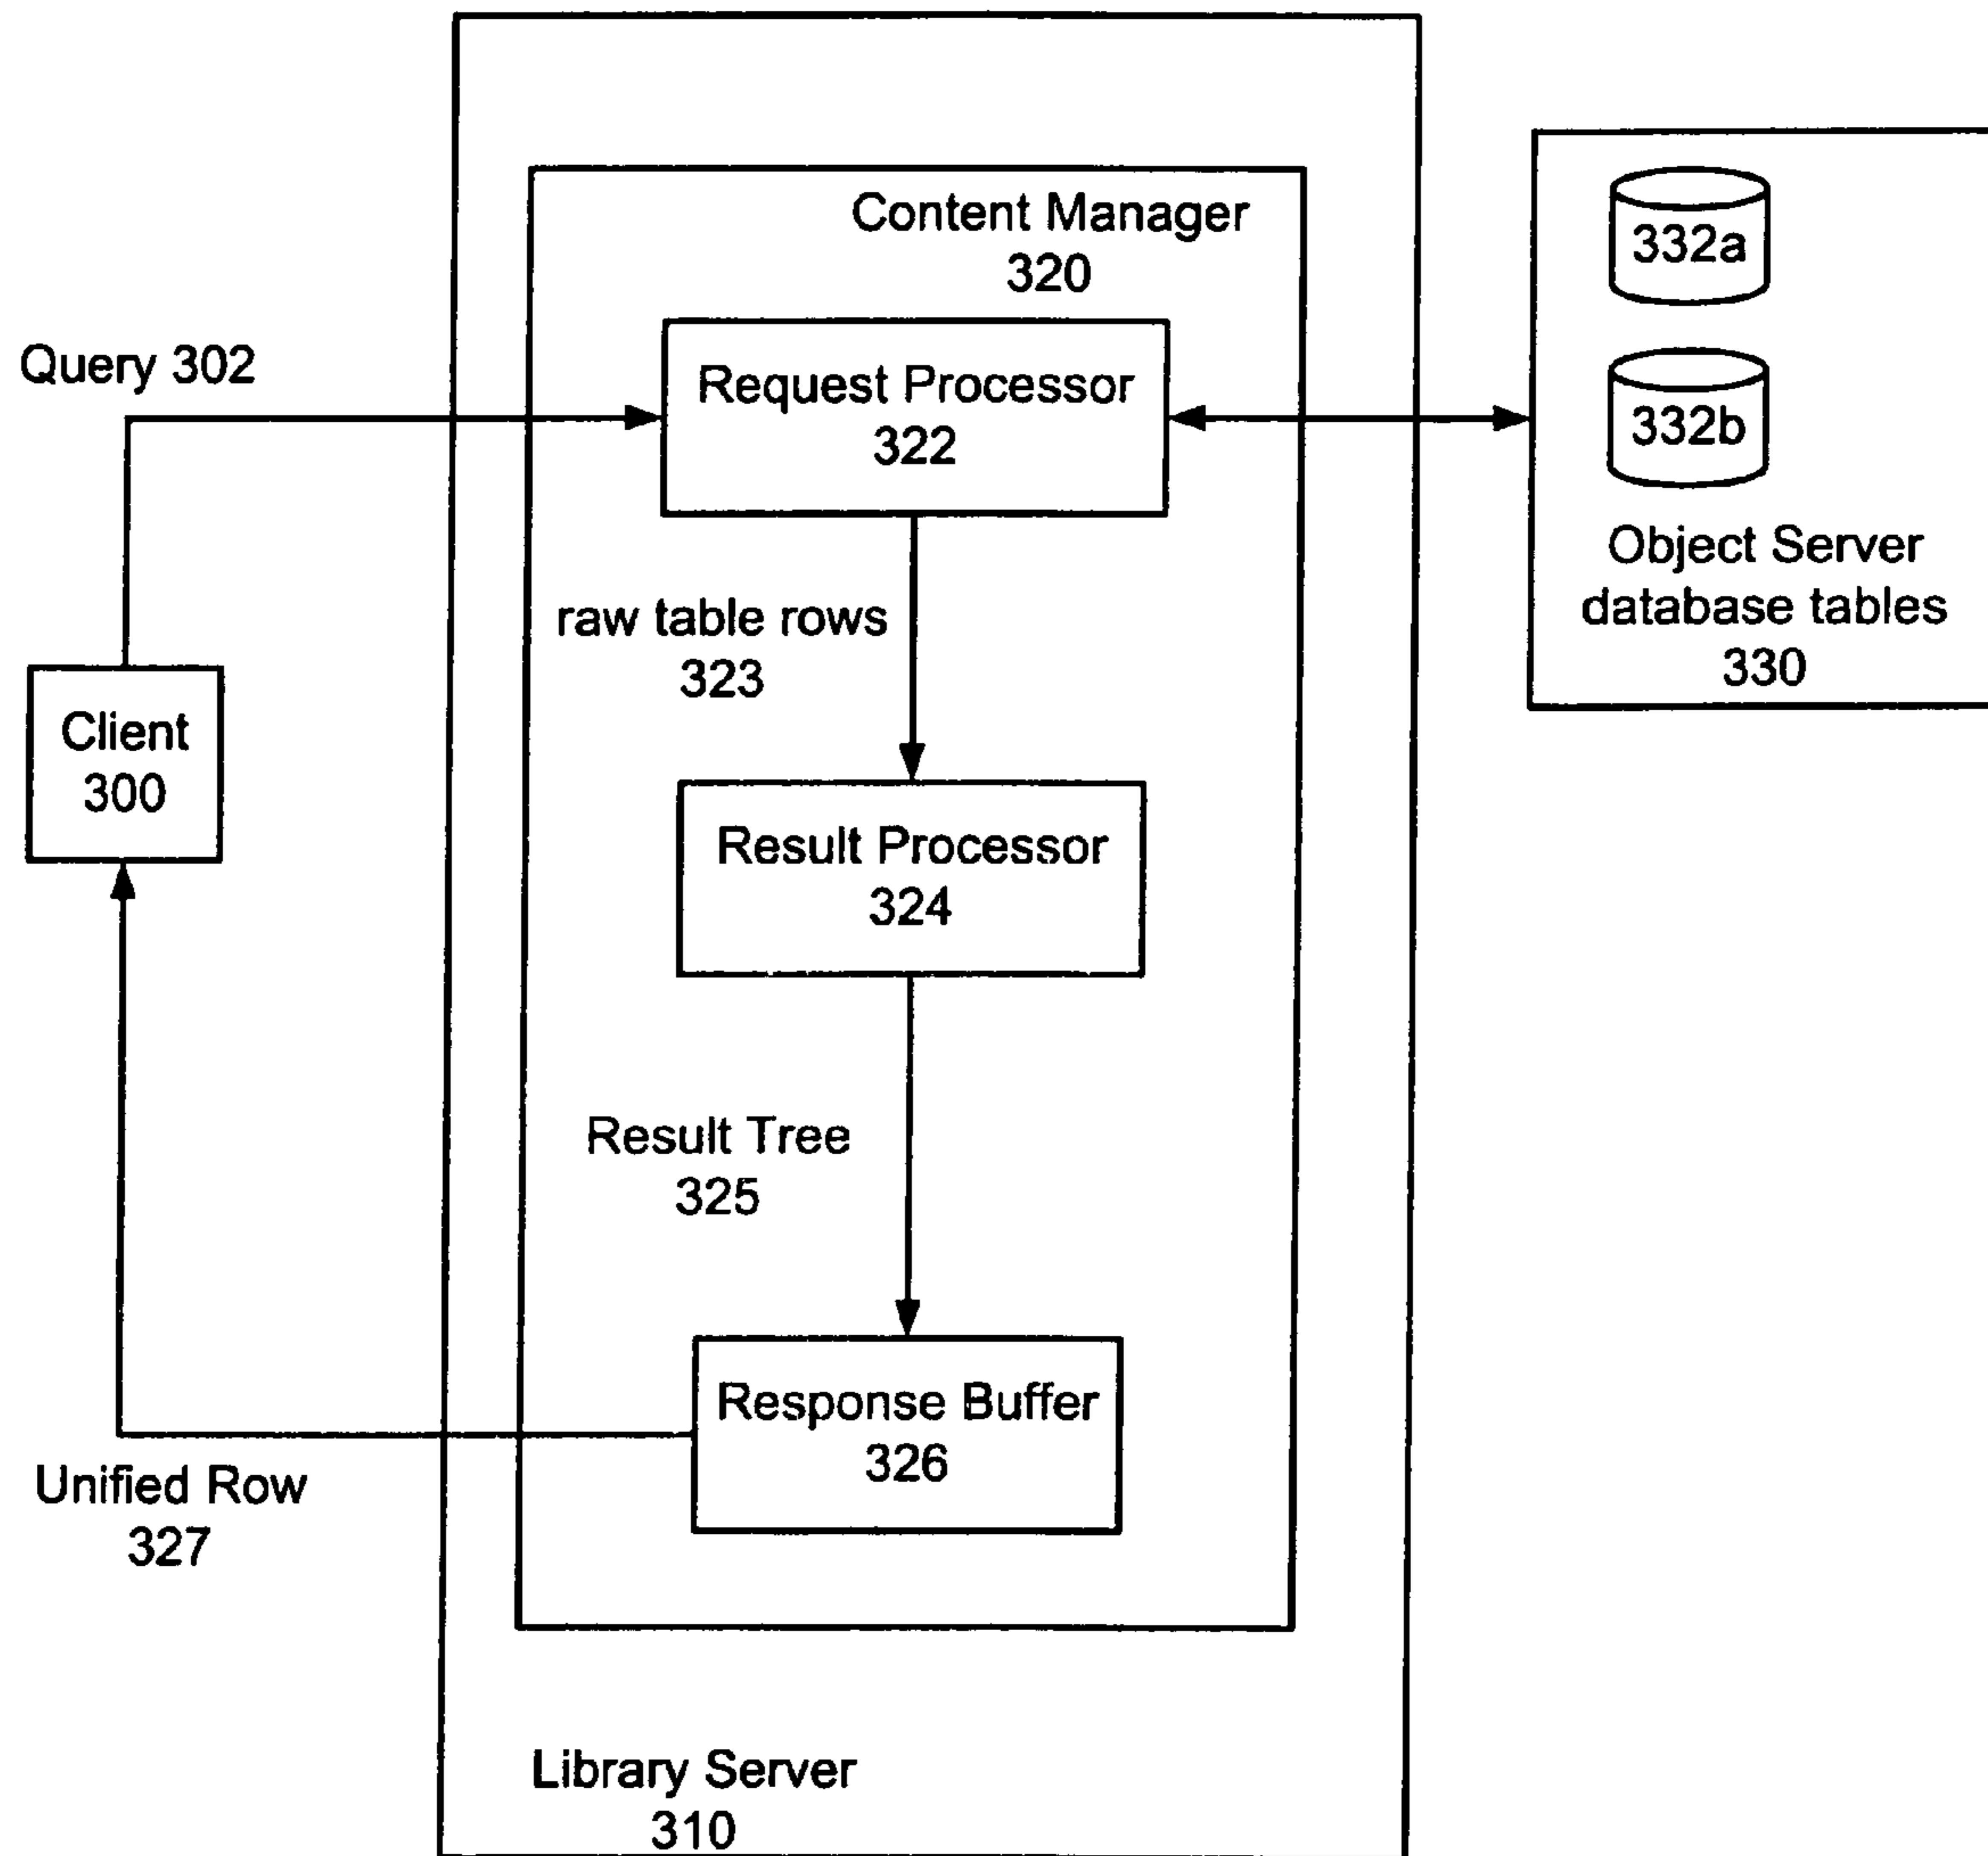 Content Manager
320
332a
Query 302
Request Processor
322
332b
Object Server
database tables
330
raw table rows
323
Client
300
Result Processor
324
Result Tree
325
Response Buffer
326
Unified Row
327
Library Server
310